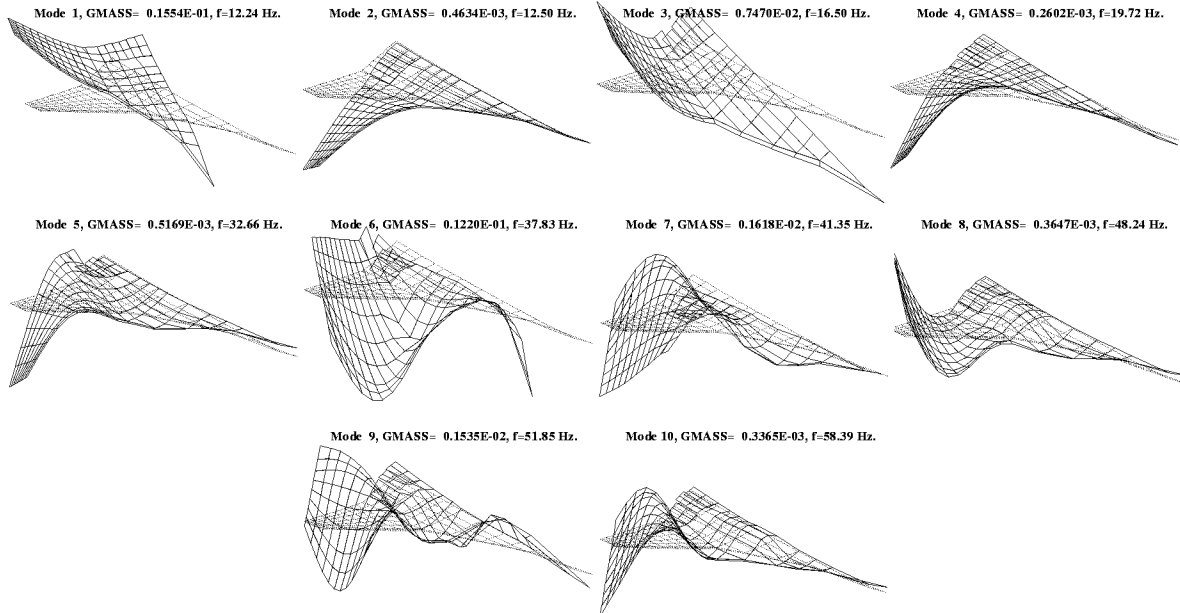 Mode 1, GMASS= 0.1554E-01, f=12.24 Hz.
Mode 2, GMASS= 0.4634E-03, f=12.50 Hz.
Mode 3, GMASS= 0.7470E-02, f=16.50 Hz.
Mode 4, GMASS= 0.2602E-03, f=19.72 Hz.
Mode 5, GMASS= 0.5169E-03, f=32.66 Hz.
Mode 6, GMASS= 0.1220E-01, f=37.83 Hz.
Mode 7, GMASS= 0.1618E-02, f=41.35 Hz.
Mode 8, GMASS= 0.3647E-03, f=48.24 Hz.
Mode 9, GMASS= 0.1535E-02, f=51.85 Hz.
Mode 10, GMASS= 0.3365E-03, f=58.39 Hz.